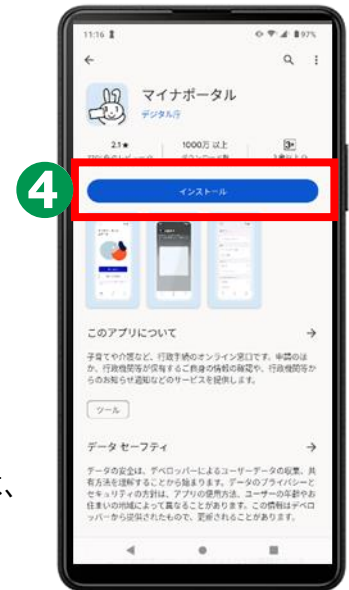 11:16
97%
マイナポータル
デジタル庁
2.1★
1000万 以上
3+
4
インストール
このアプリについて
子育てや介護など、行政手続のオンライン窓口です。申請のほ
か、行政機関等が保有するご自身の情報の確認や、行政機関等か
らのお知らせ通知などのサービスを提供します。
ツール
データ セーフティ
データの安全は、デベロッパーによるユーザーデータの収集、共
有方法を理解することから始まります。データのプライバシーと
セキュリティの方針は、アプリの使用方法、ユーザーの年齢やお
住まいの地域によって異なることがあります。この情報はデベロ
ッパーから提供されたもので、更新されることがあります。
、